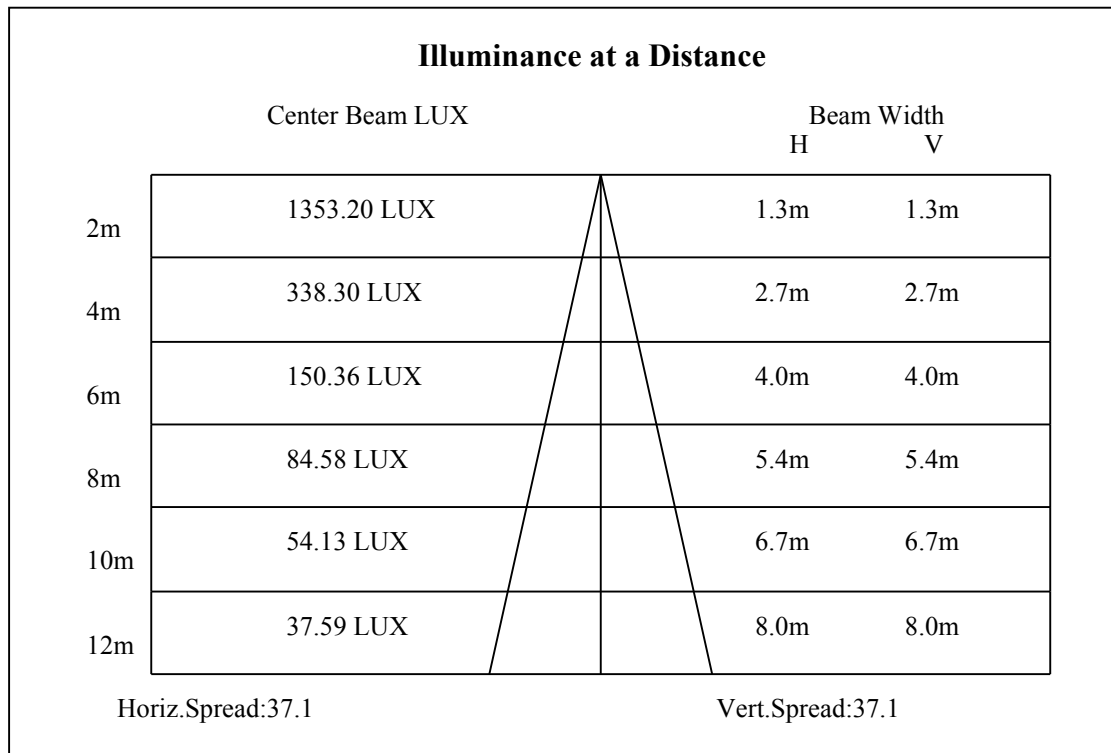 Illuminance at a Distance
Center Beam LUX Beam Width
H V
1353.20 LUX 1.3m 1.3m
2m
338.30 LUX 2.7m 2.7m
4m
150.36 LUX 4.0m 4.0m
6m
84.58 LUX 5.4m 5.4m
8m
54.13 LUX 6.7m 6.7m
10m
37.59 LUX 8.0m 8.0m
12m
Horiz.Spread:37.1 Vert.Spread:37.1